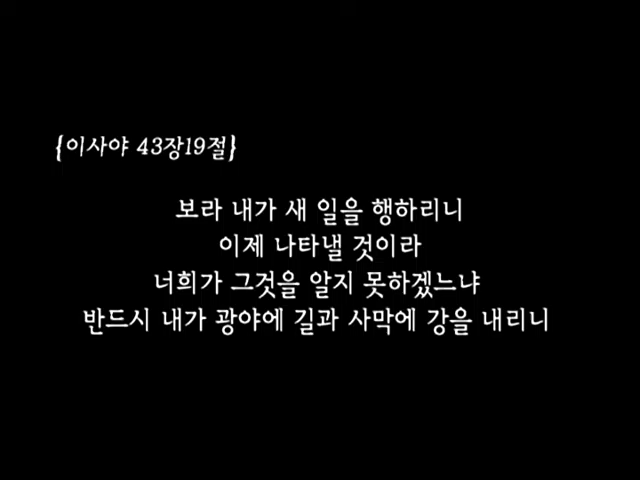 {이사야 43장19절}
보라 내가 새 일을 행하리니
이제 나타낼 것이라
너희가 그것을 알지 못하겠느냐
반드시 내가 광야에 길과 사막에 강을 내리니